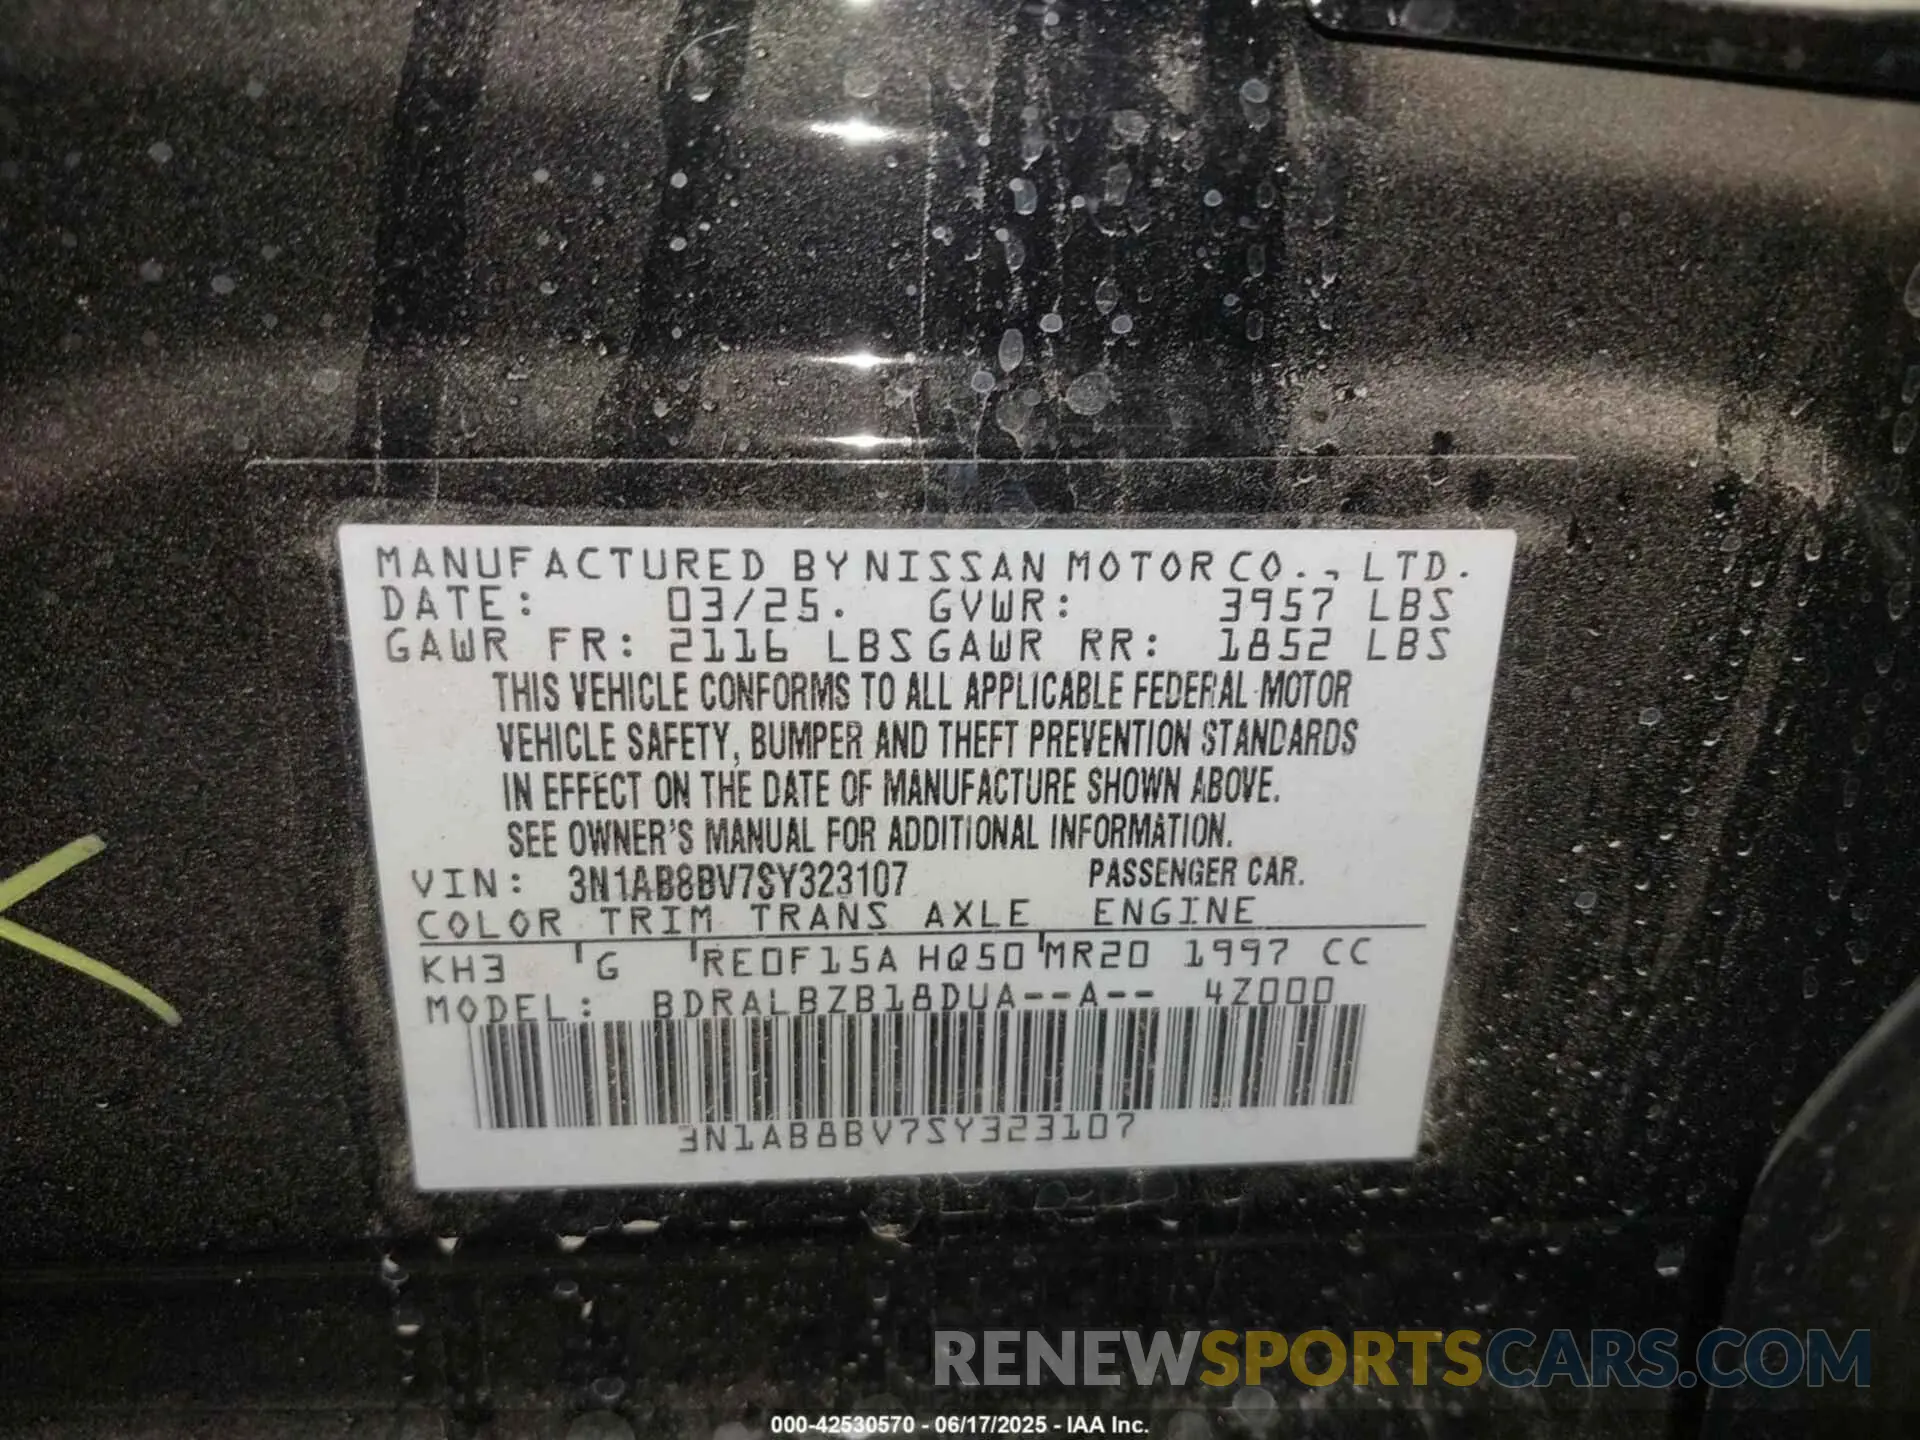 MANUFACTURED BY NISSAN MOTOR CO., LTD.
DATE: 03/25. GVWR: 3957 LBS
GAWR FR: 2116 LBS GAWR RR: 1852 LBS
THIS VEHICLE CONFORMS TO ALL APPLICABLE FEDERAL MOTOR
VEHICLE SAFETY, BUMPER AND THEFT PREVENTION STANDARDS
IN EFFECT ON THE DATE OF MANUFACTURE SHOWN ABOVE.
SEE OWNER'S MANUAL FOR ADDITIONAL INFORMATION.
VIN: 3N1AB8BV7SY323107 PASSENGER CAR.
COLOR TRIM TRANS AXLE ENGINE
KH3 G RE0F15A HQ50 MR20 1997 CC
MODEL: BDRALBZB18DUA--A-- 4Z000
3N1AB8BV7SY323107
RENEWSPORTSCARS.COM
000-42530570 - 06/17/2025 - IAA Inc.